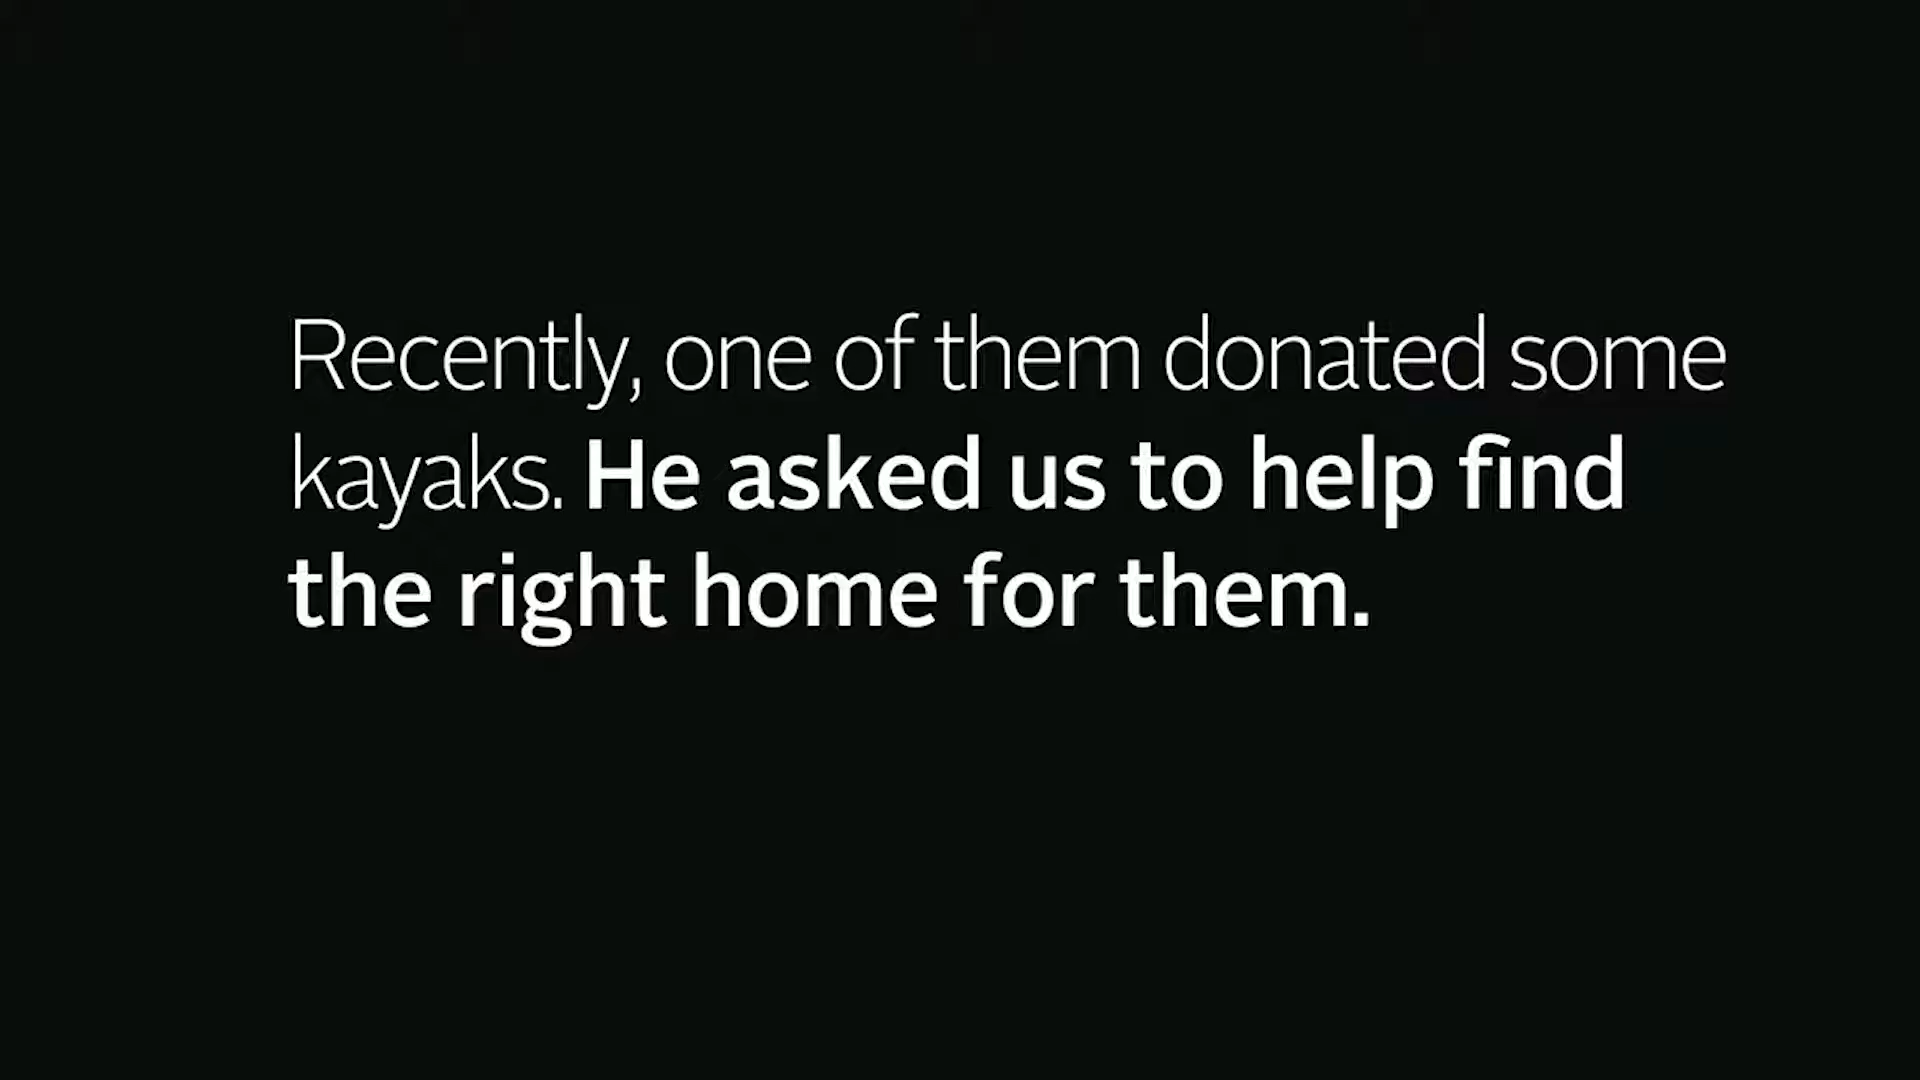 Recently, one of them donated some
kayaks. He asked us to help find
the right home for them.